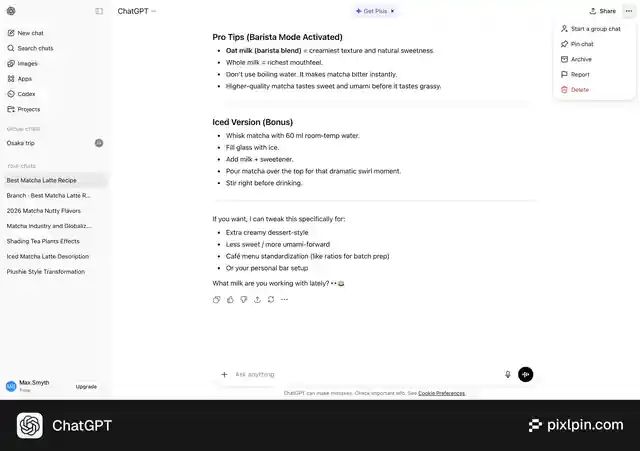 ChatGPT
Get Plus
Share
New chat
Search chats
Images
Apps
Codex
Projects
Group chats
Osaka trip
Your chats
Best Matcha Latte Recipe
Branch · Best Matcha Latte R...
2026 Matcha Nutty Flavors
Matcha Industry and Globaliz...
Shading Tea Plants Effects
Iced Matcha Latte Description
Plushie Style Transformation
Max.Smyth
Free
Upgrade
Pro Tips (Barista Mode Activated)
• Oat milk (barista blend) = creamiest texture and natural sweetness.
• Whole milk = richest mouthfeel.
• Don't use boiling water. It makes matcha bitter instantly.
• Higher-quality matcha tastes sweet and umami before it tastes grassy.
Iced Version (Bonus)
• Whisk matcha with 60 ml room-temp water.
• Fill glass with ice.
• Add milk + sweetener.
• Pour matcha over the top for that dramatic swirl moment.
• Stir right before drinking.
If you want, I can tweak this specifically for:
• Extra creamy dessert-style
• Less sweet / more umami-forward
• Café menu standardization (like ratios for batch prep)
• Or your personal bar setup
What milk are you working with lately? 👀🍵
Ask anything
ChatGPT can make mistakes. Check important info. See Cookie Preferences.
Start a group chat
Pin chat
Archive
Report
Delete
ChatGPT
pixlpin.com